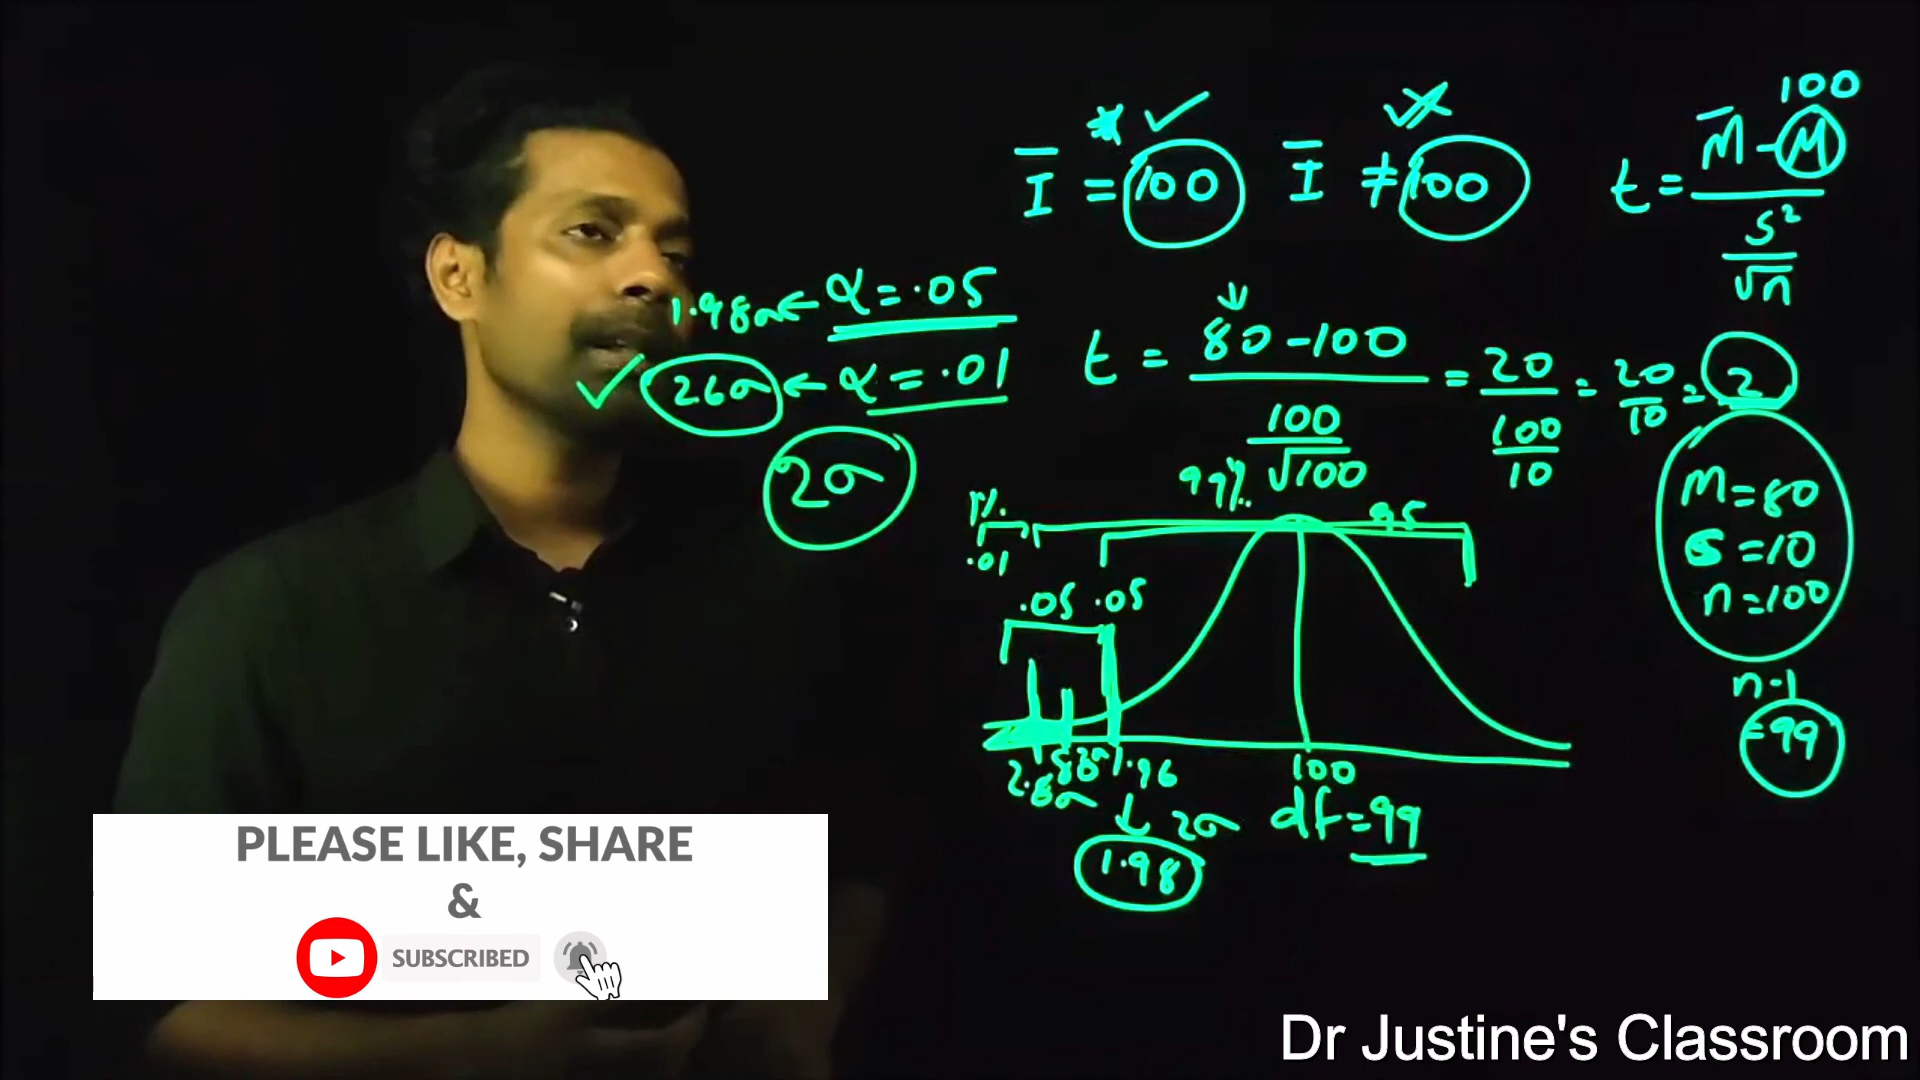 100
Ī = 100
Ī ≠ 100
t = M̄ - M
s²
√n
1.98σ ← α = .05
2.6σ ← α = .01
2σ
t = 80 - 100 = 20 = 20 = 2
100
√100
100
10
10
M = 80
S = 10
n = 100
n-1
= 99
99%
95
1%
.01
.05 .05
2.6σ
1.96
100
2σ
df = 99
1.98
PLEASE LIKE, SHARE
&
SUBSCRIBED
Dr Justine's Classroom